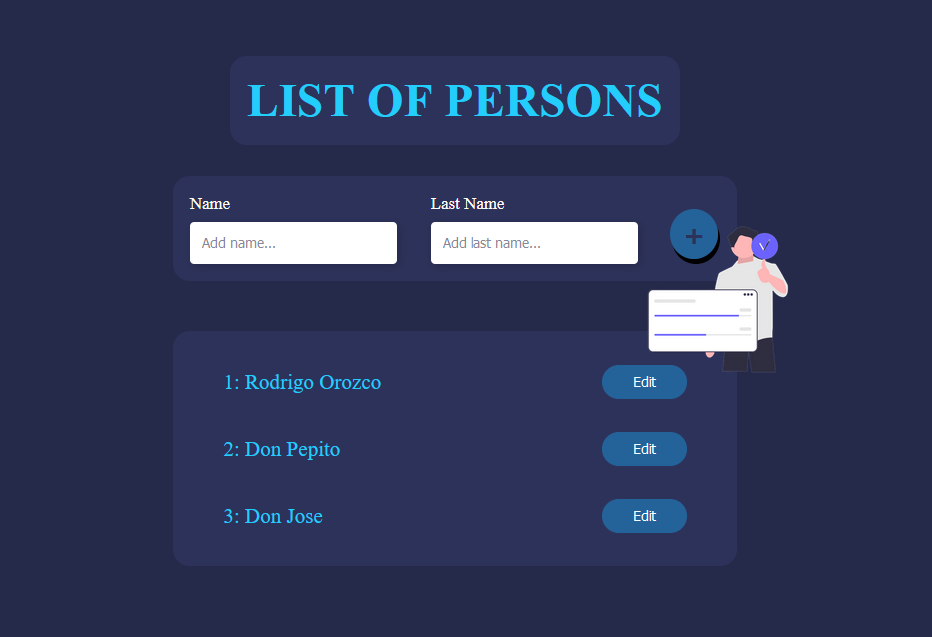 LIST OF PERSONS
Name
Last Name
Add name...
Add last name...
+
1: Rodrigo Orozco
Edit
2: Don Pepito
Edit
3: Don Jose
Edit